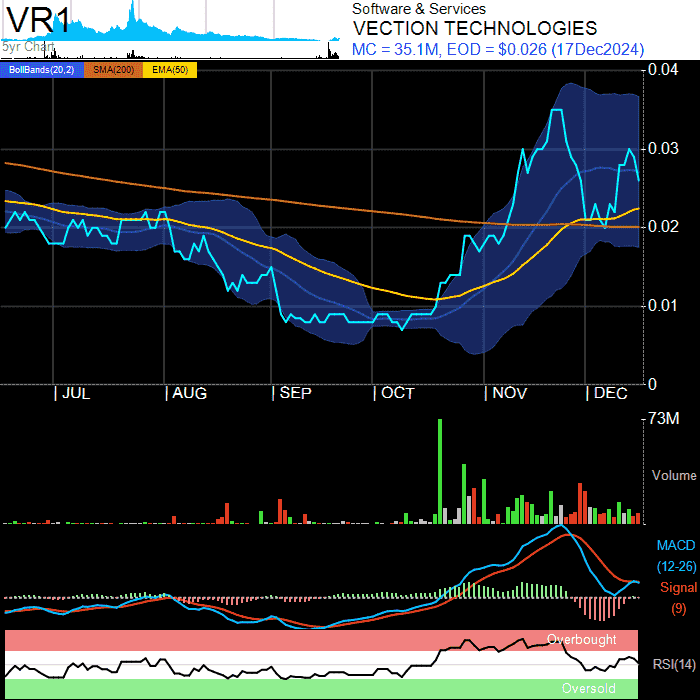 VR1
5yr Chart
Software & Services
VECTION TECHNOLOGIES
MC = 35.1M, EOD = $0.026 (17Dec2024)
BollBands(20,2) SMA(200) EMA(50)
0.04
0.03
0.02
0.01
0
JUL AUG SEP OCT NOV DEC
73M
Volume
MACD
(12-26)
Signal
(9)
Overbought
RSI(14)
Oversold